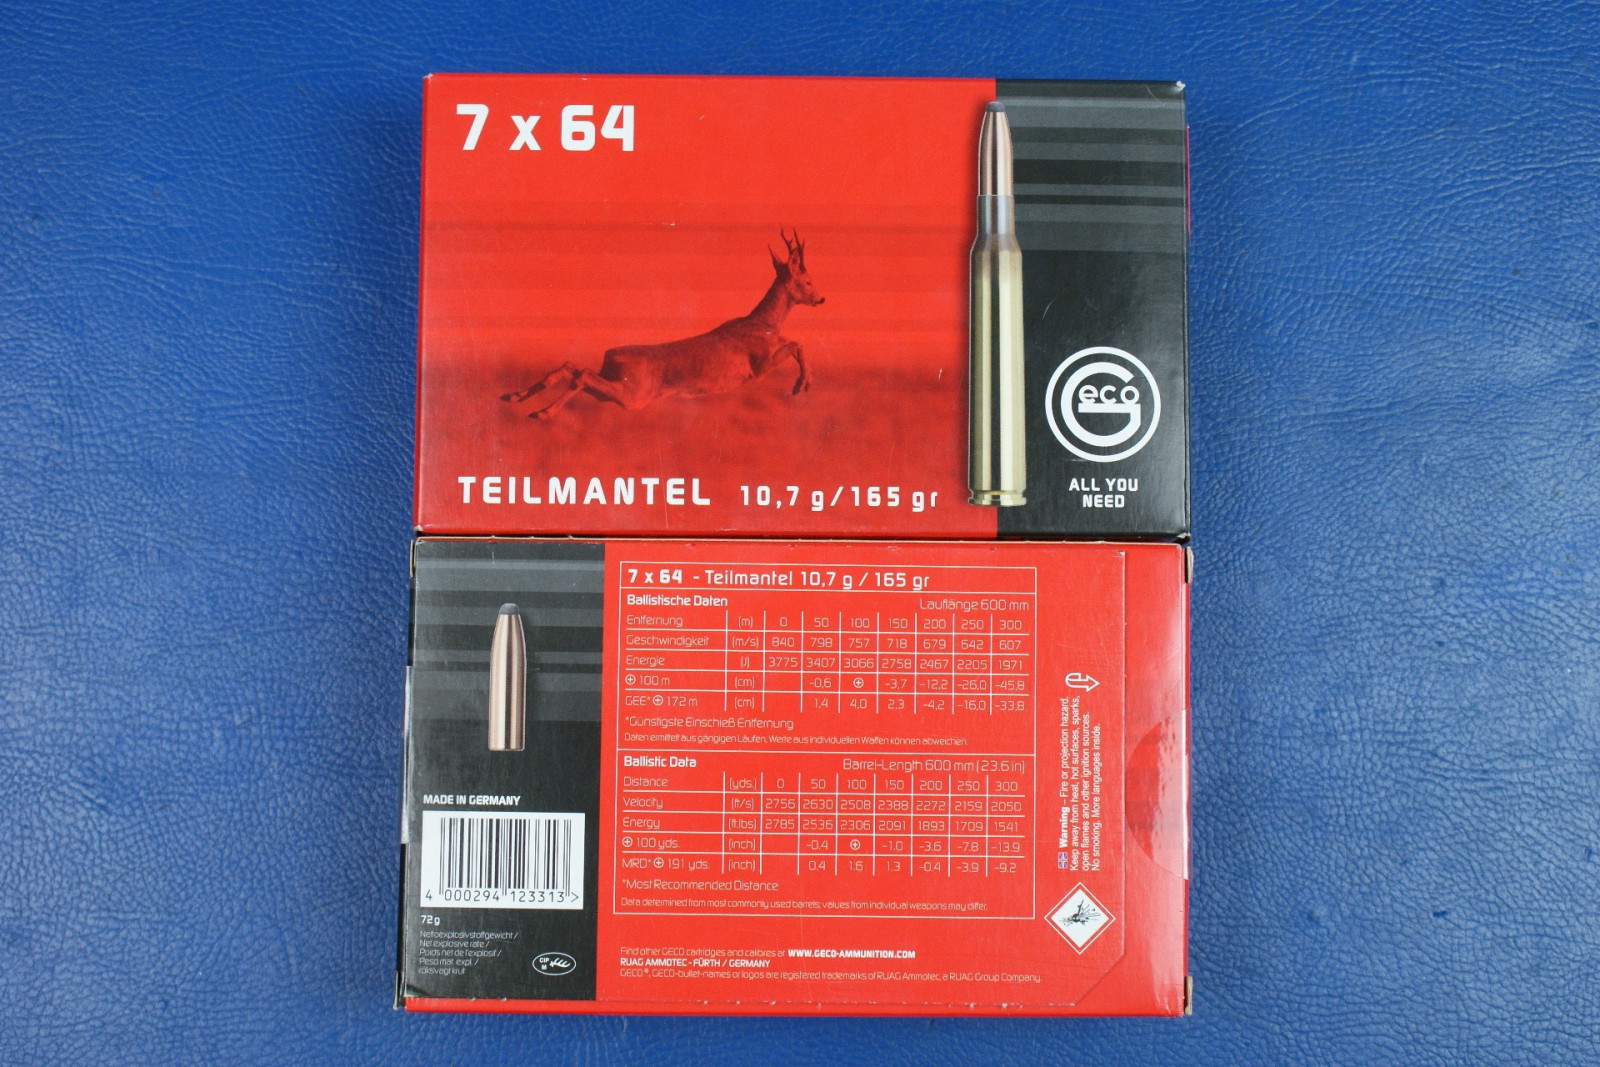 7 x 64
eco
G
ALL YOU
NEED
TEILMANTEL 10,7 g/165 gr
7 x 64 - Teilmantel 10,7 g / 165 gr
Ballistische Daten Lauflänge 600 mm
Entfernung (m) 0 50 100 150 200 250 300
Geschwindigkeit (m/s) 840 798 757 718 679 642 607
Energie (J) 3775 3407 3066 2758 2467 2205 1971
⊕ 100 m (cm) -0,6 ⊕ -3,7 -12,2 -26,0 -45,8
GEE* ⊕ 172 m (cm) 1,4 4,0 2,3 -4,2 -16,0 -33,8
*Günstigste Einschieß Entfernung
Daten ermittelt aus gängigen Läufen, Werte aus individuellen Waffen können abweichen.
Ballistic Data Barrel-Length 600 mm (23.6 in)
Distance (yds.) 0 50 100 150 200 250 300
Velocity (ft/s) 2756 2630 2508 2388 2272 2159 2050
Energy (ft.lbs) 2785 2536 2306 2091 1893 1709 1541
⊕ 100 yds. (inch) -0.4 ⊕ -1.0 -3.6 -7.8 -13.9
MRD* ⊕ 191 yds. (inch) 0.4 1.6 1.3 -0.4 -3.9 -9.2
*Most Recommended Distance
Data determined from most commonly used barrels; values from individual weapons may differ.
MADE IN GERMANY
4 000294 123313 >
72g
Nettoexplosivstoffgewicht /
Net explosive rate /
Poids net de l'explosif /
Peso mat. expl. /
CIP
M
Find other GECO cartridges and calibres at WWW.GECO-AMMUNITION.COM
RUAG AMMOTEC - FÜRTH / GERMANY
GECO®, GECO-bullet-names or logos are registered trademarks of RUAG Ammotec, a RUAG Group Company
Warning - Fire or projection hazard.
Keep away from heat, hot surfaces, sparks,
open flames and other ignition sources.
No smoking. More languages inside.